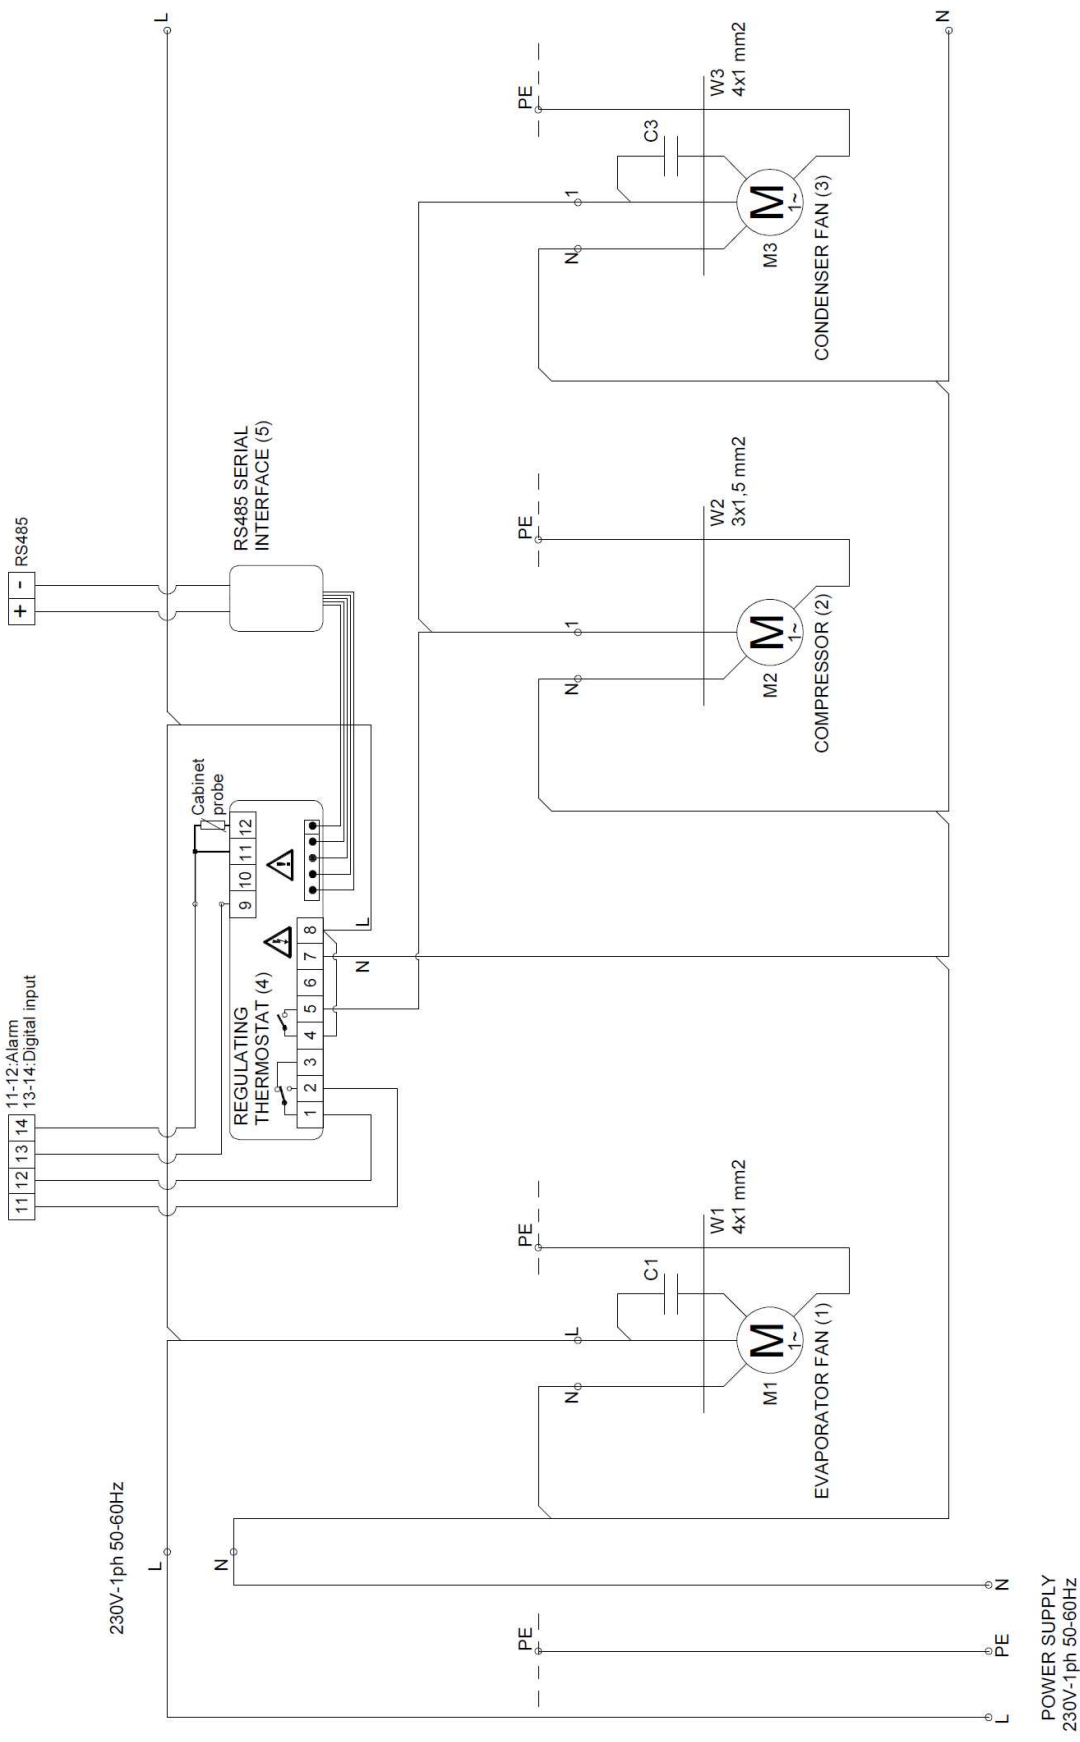 230V-1ph 50-60Hz
L
N
L
N
11-12:Alarm
13-14:Digital input
11 12 13 14
+ -
RS485
REGULATING
THERMOSTAT (4)
1 2 3 4 5 6 7 8
9 10 11 12
Cabinet
probe
N
L
RS485 SERIAL
INTERFACE (5)
PE
PE
PE
PE
N
L
C1
W1
4x1 mm2
M
1~
M1
EVAPORATOR FAN (1)
N
1
W2
3x1,5 mm2
M
1~
M2
COMPRESSOR (2)
N
1
C3
W3
4x1 mm2
M
1~
M3
CONDENSER FAN (3)
L
PE
N
POWER SUPPLY
230V-1ph 50-60Hz